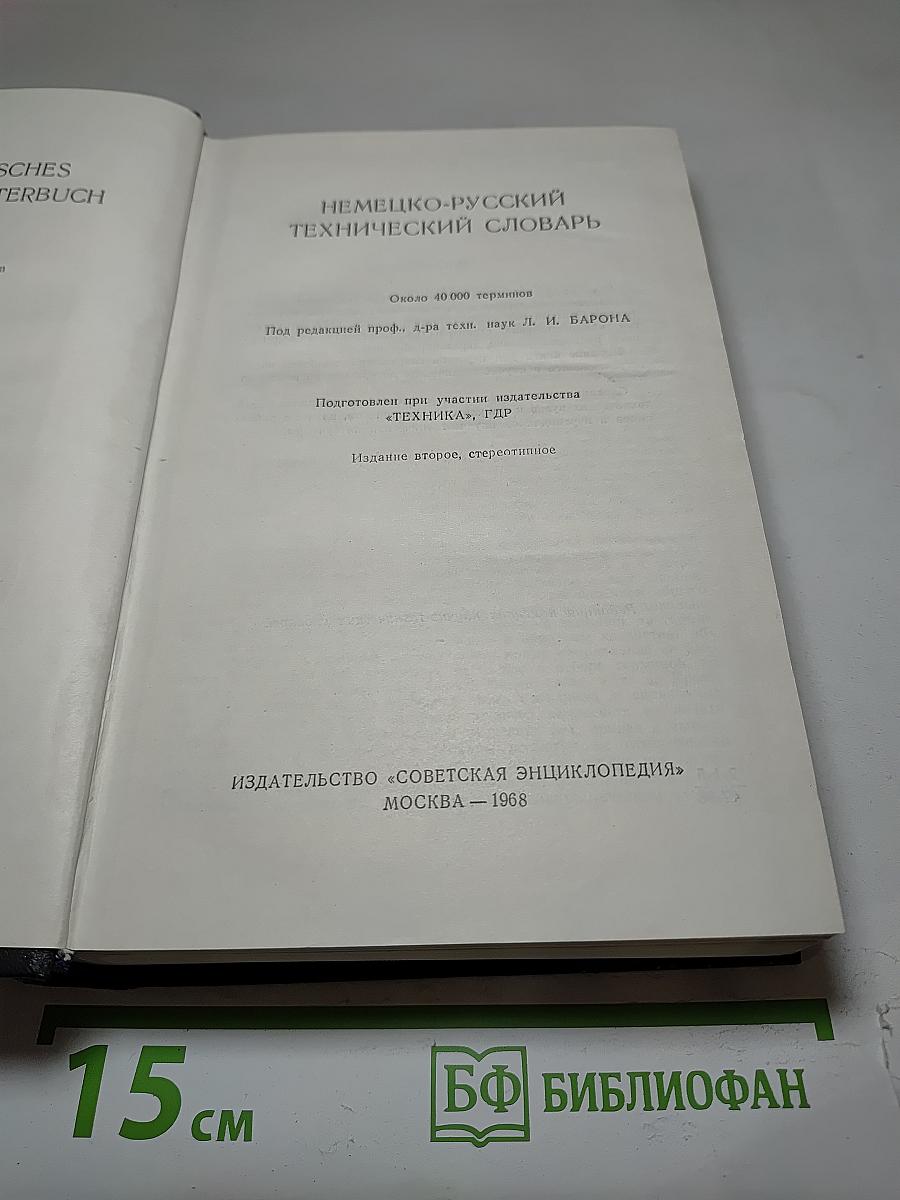 SCHES
TERBUCH
НЕМЕЦКО-РУССКИЙ
ТЕХНИЧЕСКИЙ СЛОВАРЬ
Около 40 000 терминов
Под редакцией проф., д-ра техн. наук Л. И. БАРОНА
Подготовлен при участии издательства
«ТЕХНИКА», ГДР
Издание второе, стереотипное
ИЗДАТЕЛЬСТВО «СОВЕТСКАЯ ЭНЦИКЛОПЕДИЯ»
МОСКВА — 1968
15 см
БФ БИБЛИОФАН